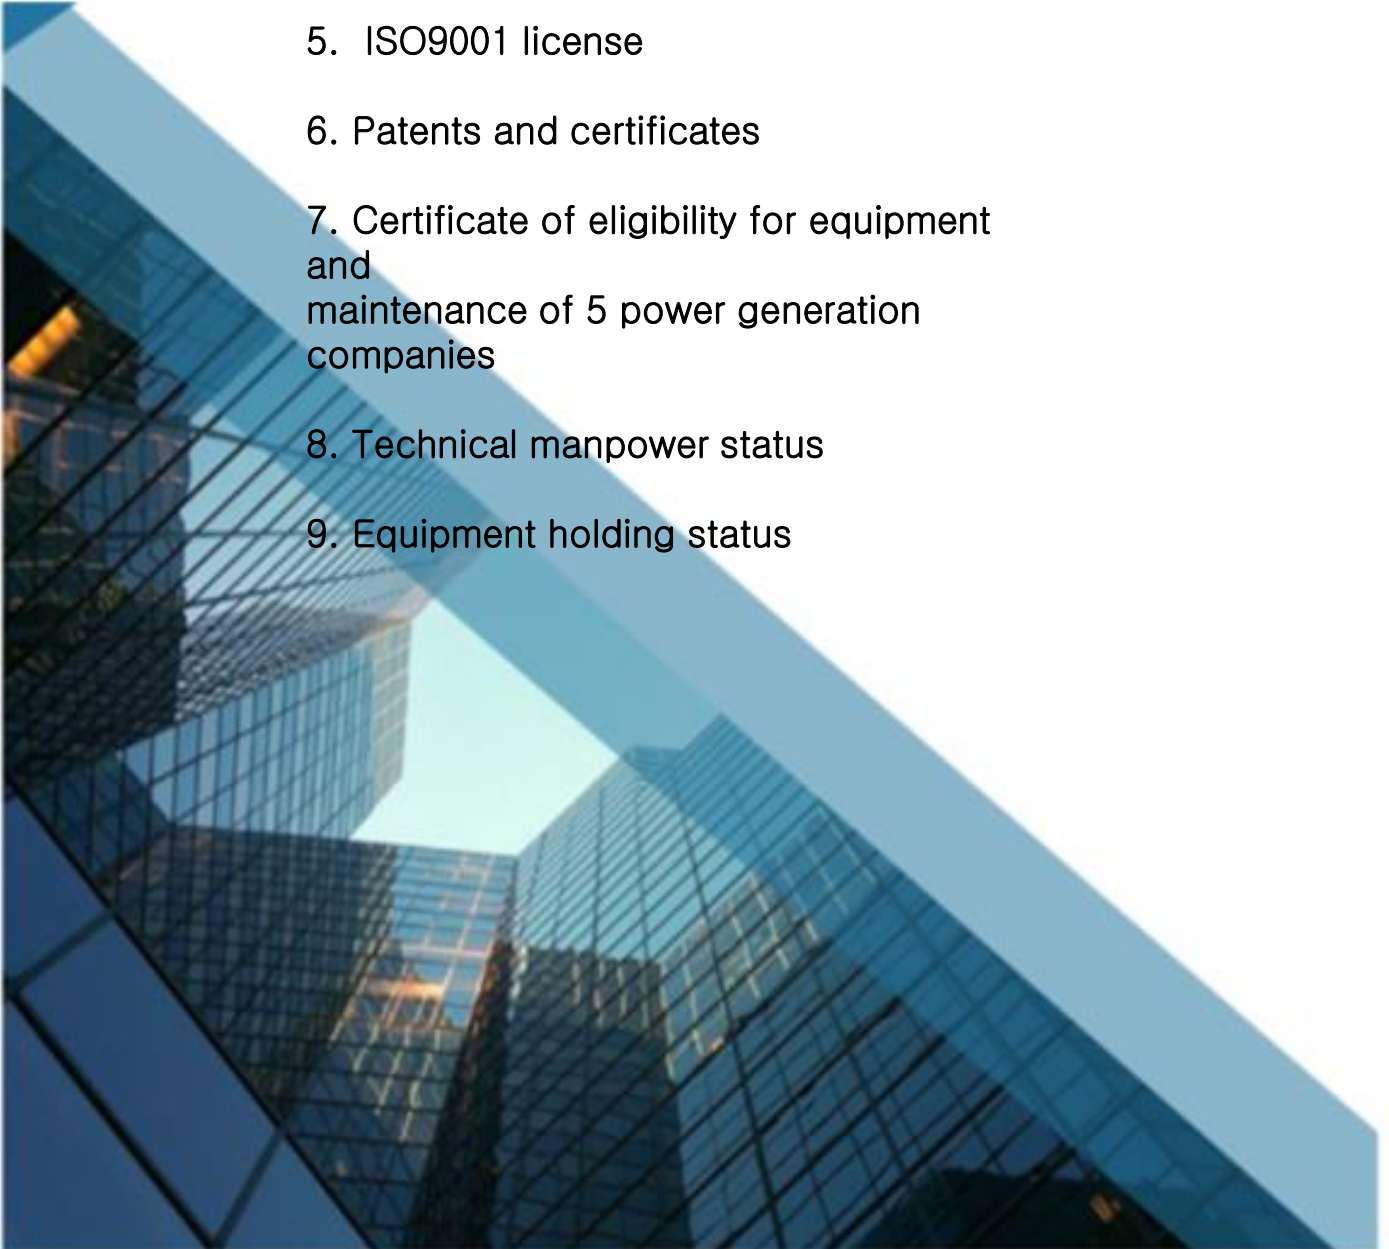 5. ISO9001 license
6. Patents and certificates
7. Certificate of eligibility for equipment
and
maintenance of 5 power generation
companies
8. Technical manpower status
9. Equipment holding status